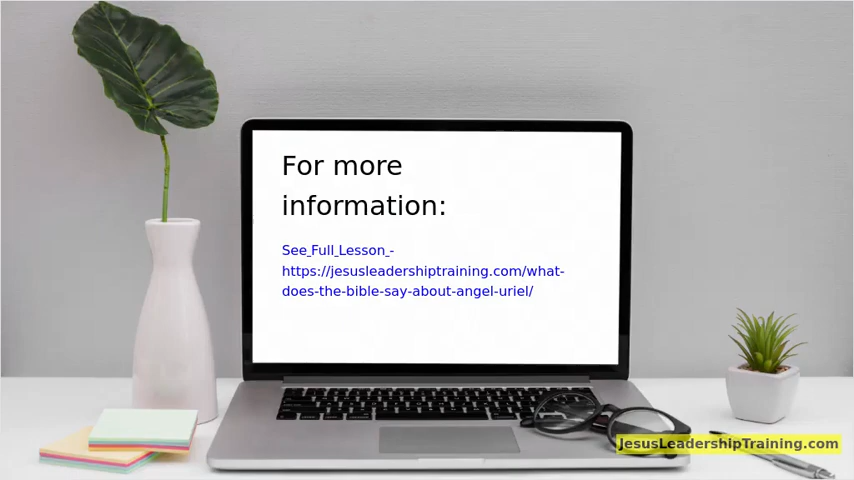 For more
information:
See_Full_Lesson_-
https://jesusleadershiptraining.com/what-
does-the-bible-say-about-angel-uriel/
JesusLeadershipTraining.com